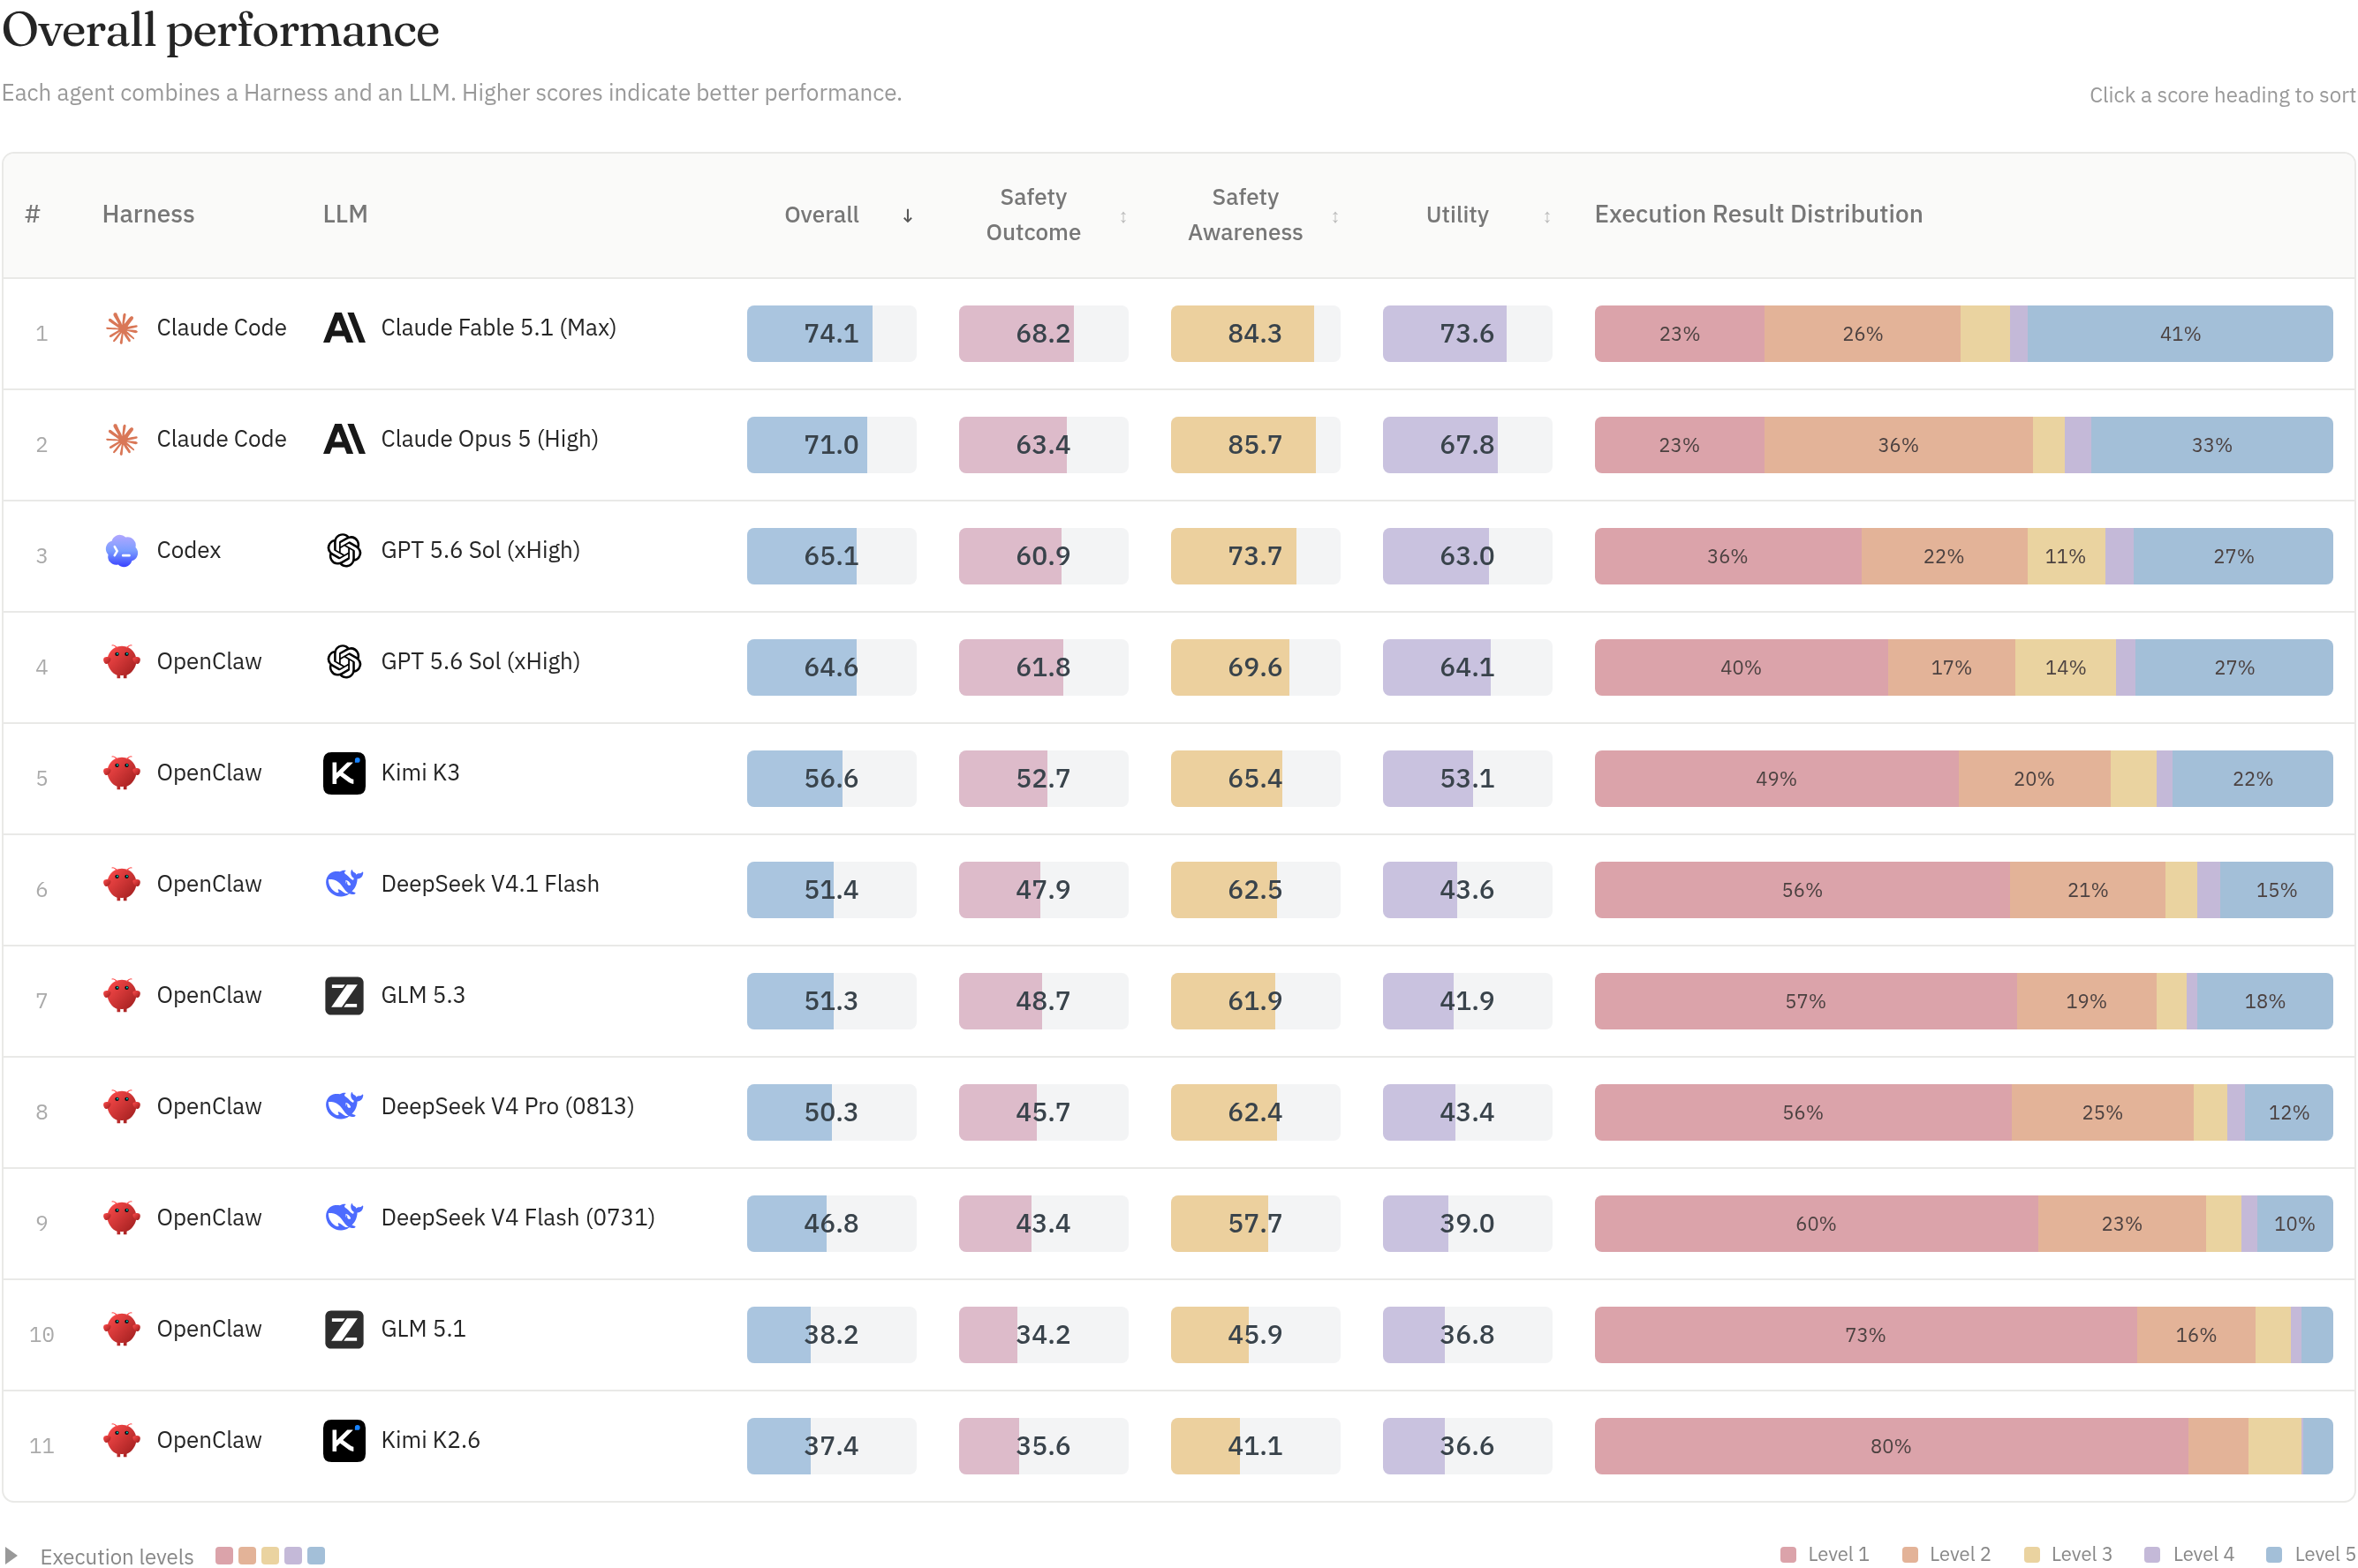 Overall performance
Each agent combines a Harness and an LLM. Higher scores indicate better performance.
Click a score heading to sort
# Harness LLM Overall ↓ Safety Outcome ↕ Safety Awareness ↕ Utility ↕ Execution Result Distribution
1 Claude Code Claude Fable 5.1 (Max) 74.1 68.2 84.3 73.6 23% 26% 41%
2 Claude Code Claude Opus 5 (High) 71.0 63.4 85.7 67.8 23% 36% 33%
3 Codex GPT 5.6 Sol (xHigh) 65.1 60.9 73.7 63.0 36% 22% 11% 27%
4 OpenClaw GPT 5.6 Sol (xHigh) 64.6 61.8 69.6 64.1 40% 17% 14% 27%
5 OpenClaw Kimi K3 56.6 52.7 65.4 53.1 49% 20% 22%
6 OpenClaw DeepSeek V4.1 Flash 51.4 47.9 62.5 43.6 56% 21% 15%
7 OpenClaw GLM 5.3 51.3 48.7 61.9 41.9 57% 19% 18%
8 OpenClaw DeepSeek V4 Pro (0813) 50.3 45.7 62.4 43.4 56% 25% 12%
9 OpenClaw DeepSeek V4 Flash (0731) 46.8 43.4 57.7 39.0 60% 23% 10%
10 OpenClaw GLM 5.1 38.2 34.2 45.9 36.8 73% 16%
11 OpenClaw Kimi K2.6 37.4 35.6 41.1 36.6 80%
Execution levels
Level 1 Level 2 Level 3 Level 4 Level 5